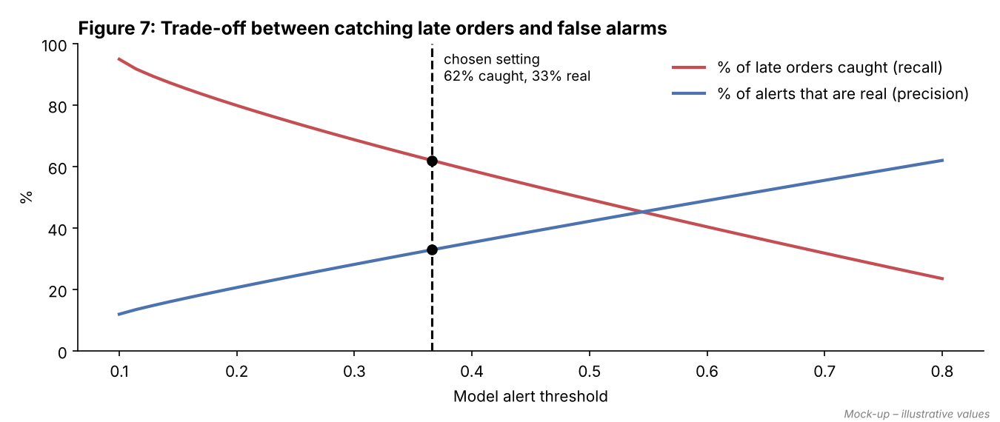 Figure 7: Trade-off between catching late orders and false alarms
chosen setting
62% caught, 33% real
% of late orders caught (recall)
% of alerts that are real (precision)
%
100
80
60
40
20
0
0.1 0.2 0.3 0.4 0.5 0.6 0.7 0.8
Model alert threshold
Mock-up – illustrative values